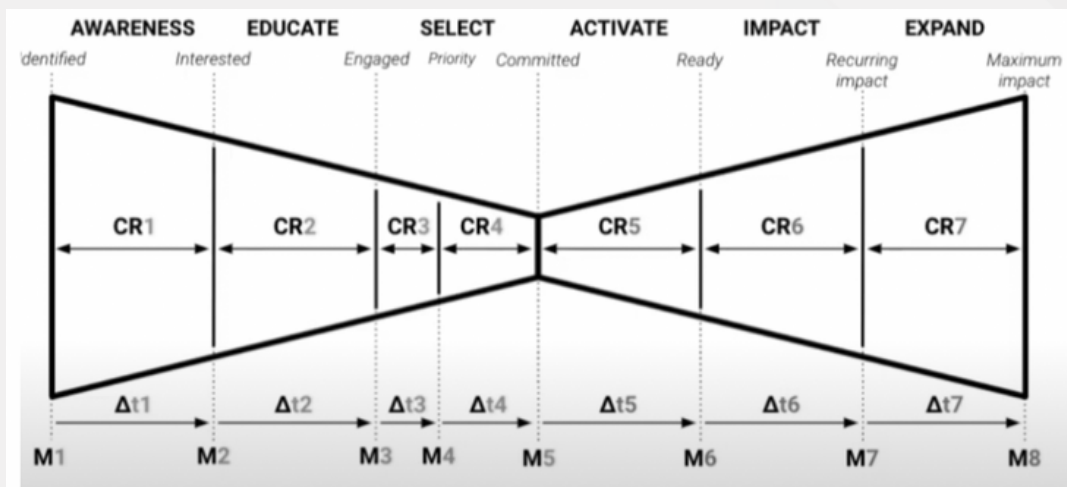 AWARENESS EDUCATE SELECT ACTIVATE IMPACT EXPAND
dentified Interested Engaged Priority Committed Ready Recurring impact Maximum impact
CR1 CR2 CR3 CR4 CR5 CR6 CR7
Δt1 Δt2 Δt3 Δt4 Δt5 Δt6 Δt7
M1 M2 M3 M4 M5 M6 M7 M8